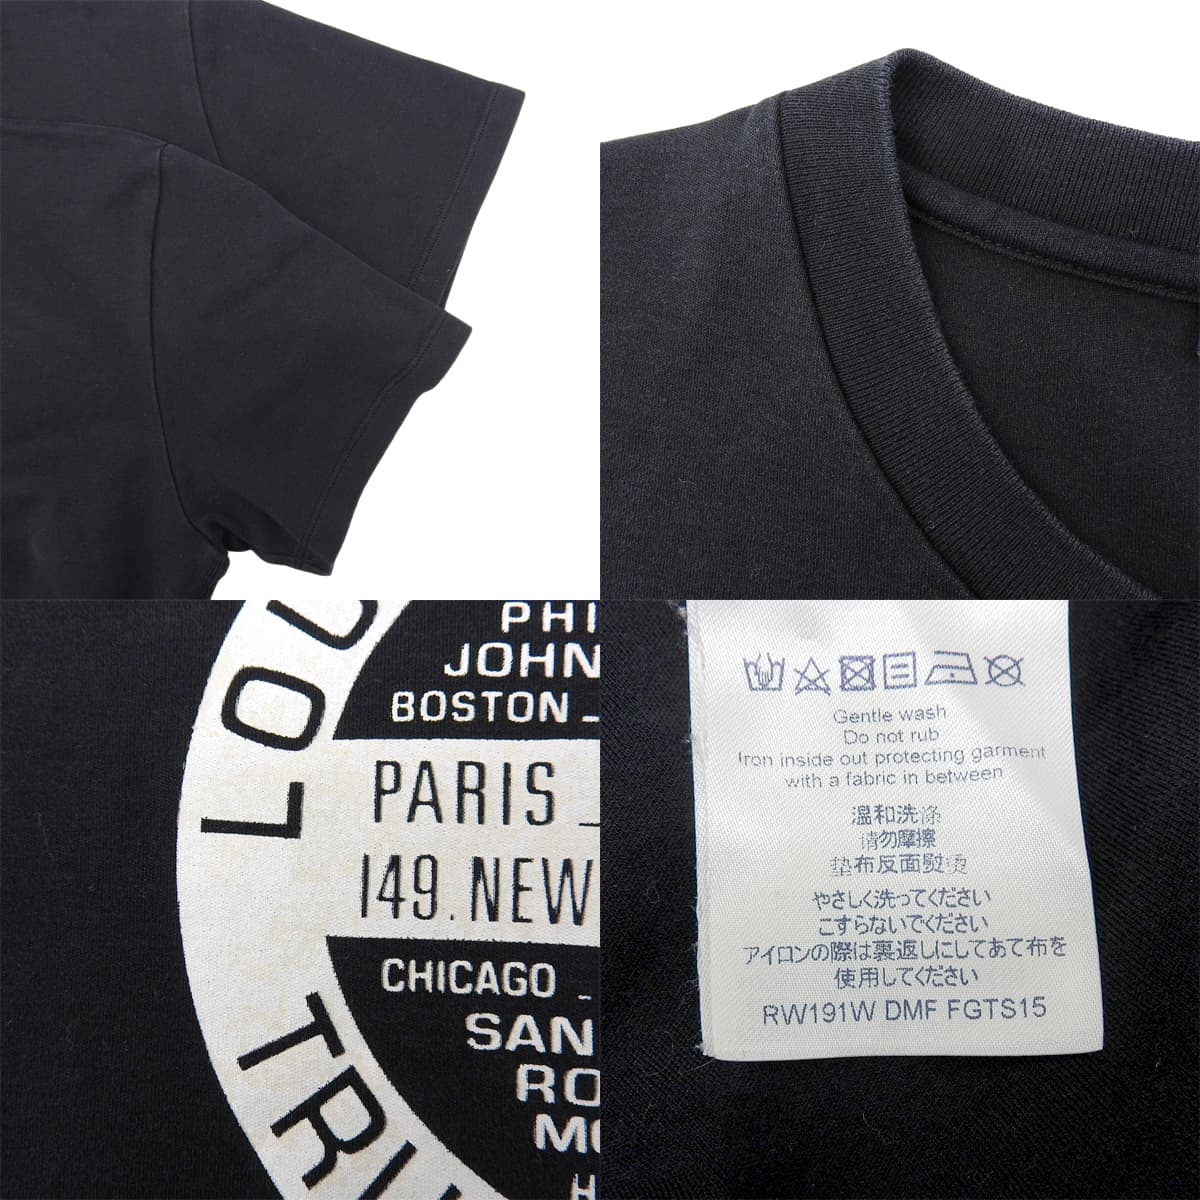 PHI
JOHN
BOSTON _
PARIS _
149. NEW
CHICAGO _
SAN
RO
MO
H
LOU
TRU
Gentle wash
Do not rub
Iron inside out protecting garment
with a fabric in between
温和洗涤
请勿摩擦
垫布反面熨烫
やさしく洗ってください
こすらないでください
アイロンの際は裏返しにしてあて布を
使用してください
RW191W DMF FGTS15